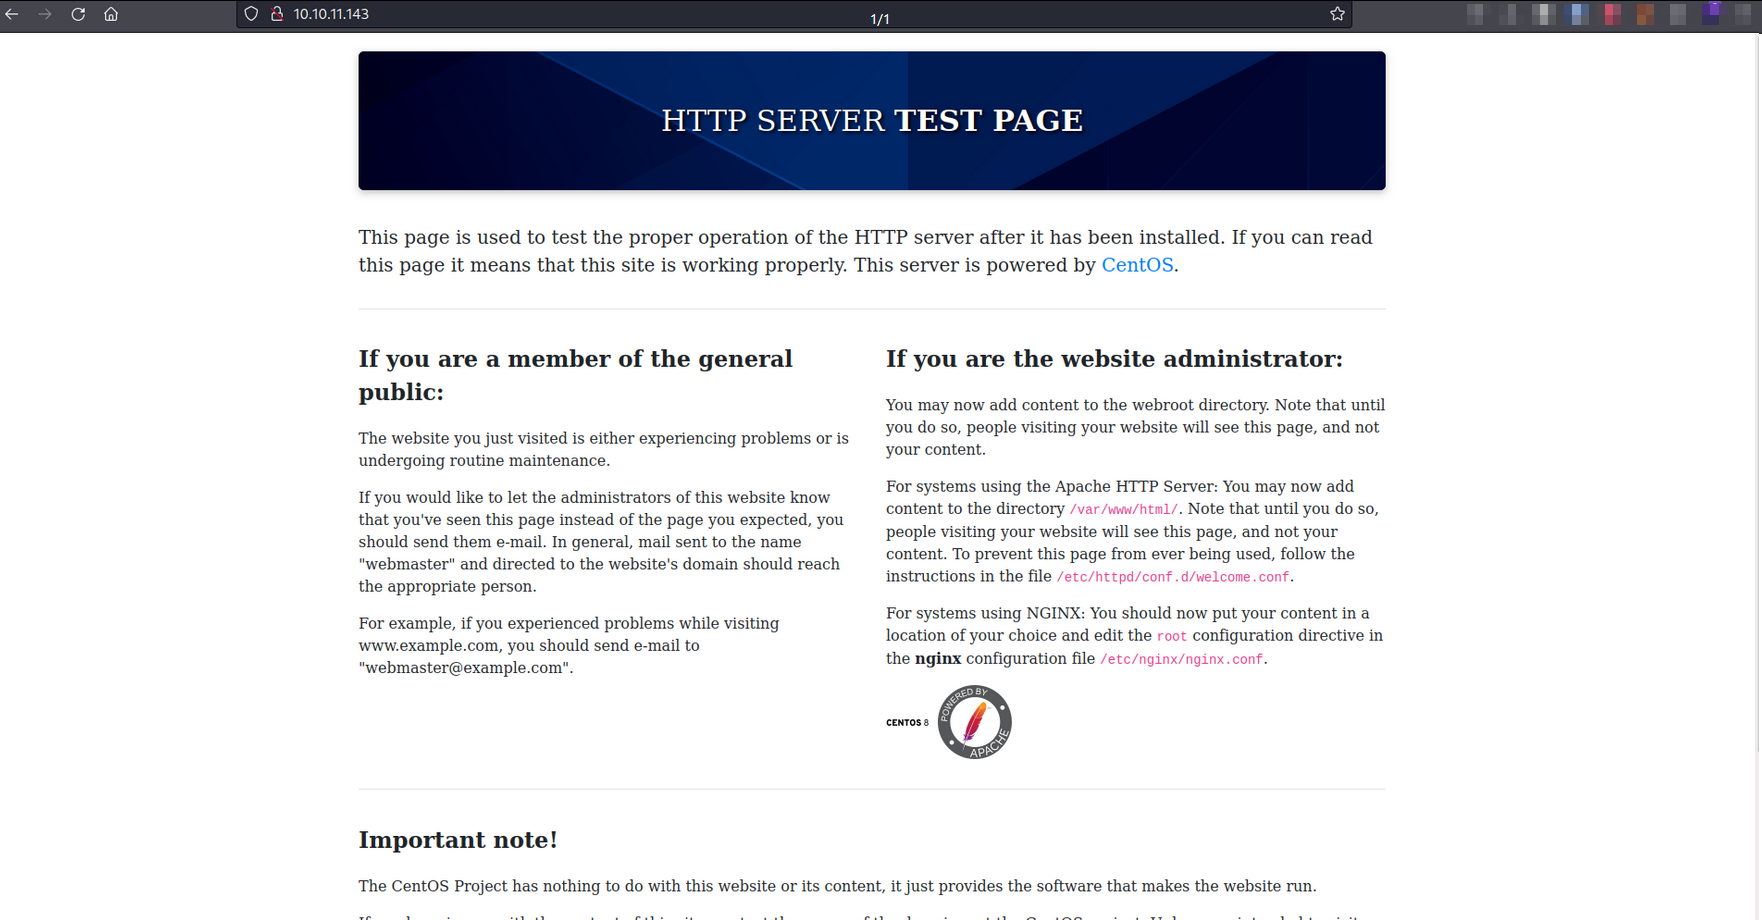 10.10.11.143
1/1
HTTP SERVER TEST PAGE
This page is used to test the proper operation of the HTTP server after it has been installed. If you can read
this page it means that this site is working properly. This server is powered by CentOS.
If you are a member of the general
public:
The website you just visited is either experiencing problems or is
undergoing routine maintenance.
If you would like to let the administrators of this website know
that you've seen this page instead of the page you expected, you
should send them e-mail. In general, mail sent to the name
"webmaster" and directed to the website's domain should reach
the appropriate person.
For example, if you experienced problems while visiting
www.example.com, you should send e-mail to
"webmaster@example.com".
If you are the website administrator:
You may now add content to the webroot directory. Note that until
you do so, people visiting your website will see this page, and not
your content.
For systems using the Apache HTTP Server: You may now add
content to the directory /var/www/html/. Note that until you do so,
people visiting your website will see this page, and not your
content. To prevent this page from ever being used, follow the
instructions in the file /etc/httpd/conf.d/welcome.conf.
For systems using NGINX: You should now put your content in a
location of your choice and edit the root configuration directive in
the nginx configuration file /etc/nginx/nginx.conf.
CENTOS 8
POWERED BY
APACHE
Important note!
The CentOS Project has nothing to do with this website or its content, it just provides the software that makes the website run.